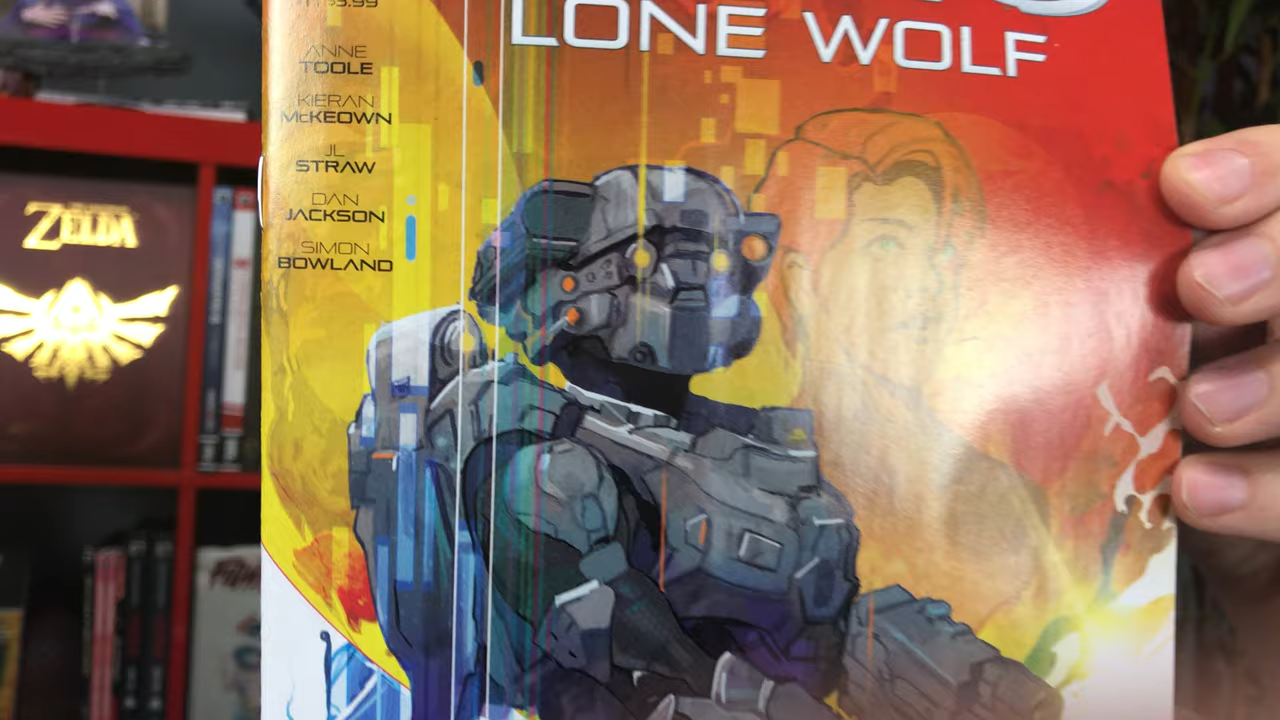 LONE WOLF
ANNE
TOOLE
KIERAN
McKEOWN
JL
STRAW
DAN
JACKSON
SIMON
BOWLAND
ZELDA